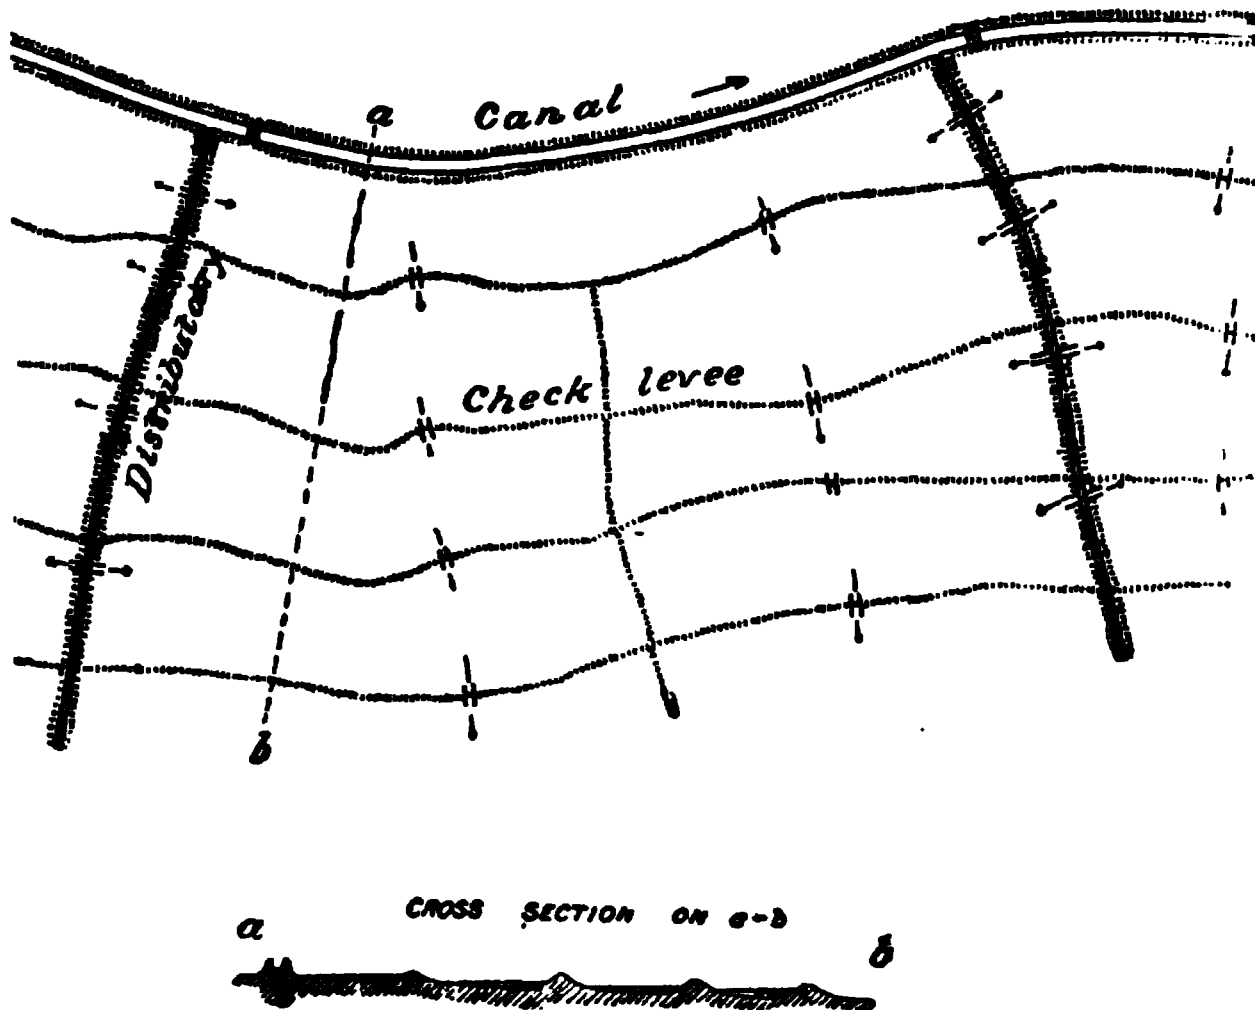 a
Canal
Distributary
Check levee
b
CROSS SECTION ON a-b
a
b